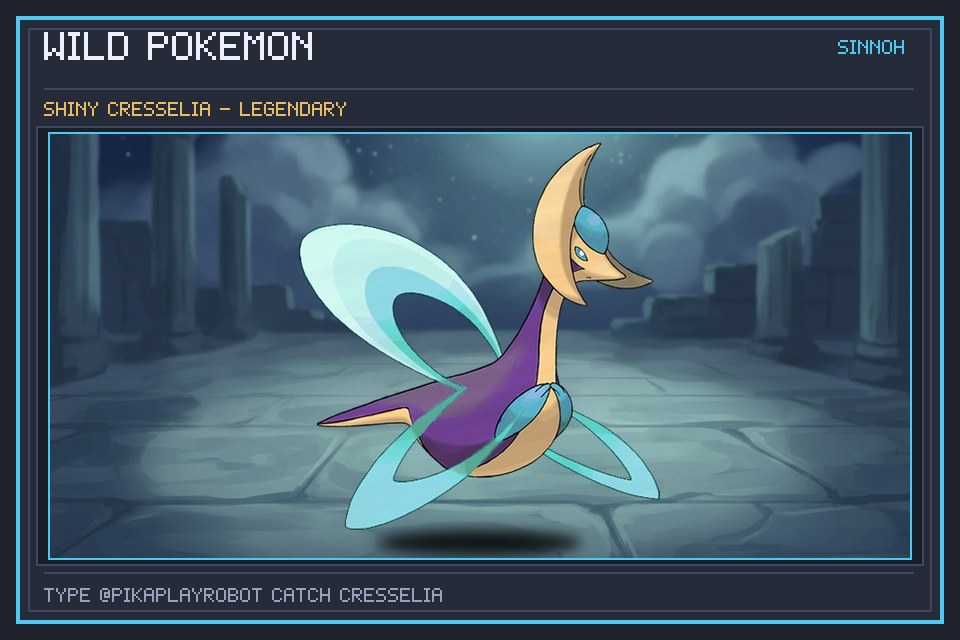 WILD POKEMON
SINNOH
SHINY CRESSELIA - LEGENDARY
TYPE @PIKAPLAYROBOT CATCH CRESSELIA